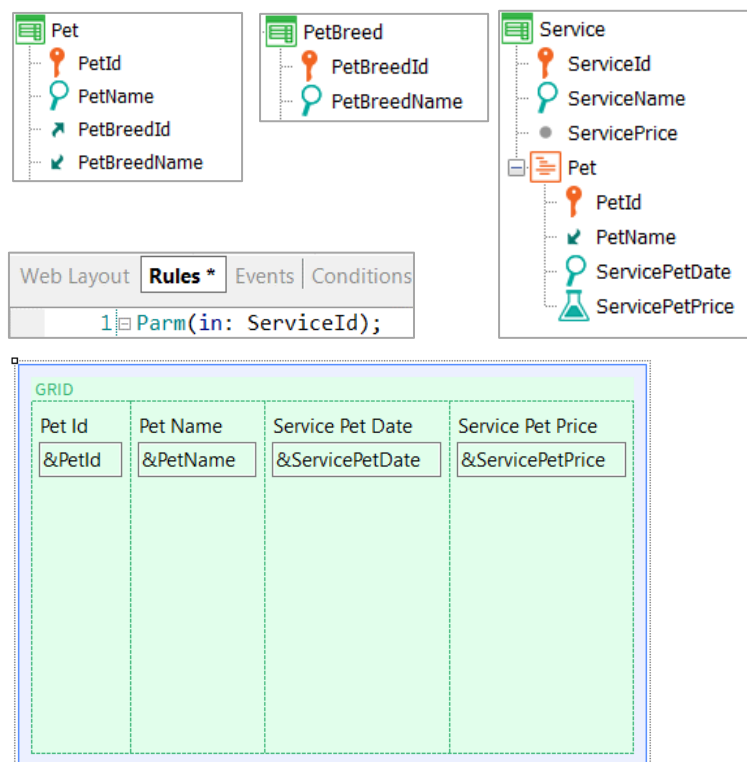 Pet
PetId
PetName
PetBreedId
PetBreedName
PetBreed
PetBreedId
PetBreedName
Service
ServiceId
ServiceName
ServicePrice
Pet
PetId
PetName
ServicePetDate
ServicePetPrice
Web Layout Rules * Events Conditions
1 Parm(in: ServiceId);
GRID
Pet Id Pet Name Service Pet Date Service Pet Price
&PetId &PetName &ServicePetDate &ServicePetPrice